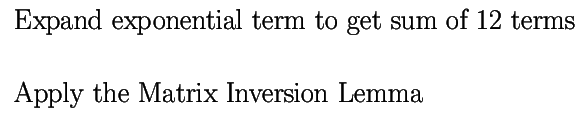 Expand exponential term to get sum of 12 terms
Apply the Matrix Inversion Lemma